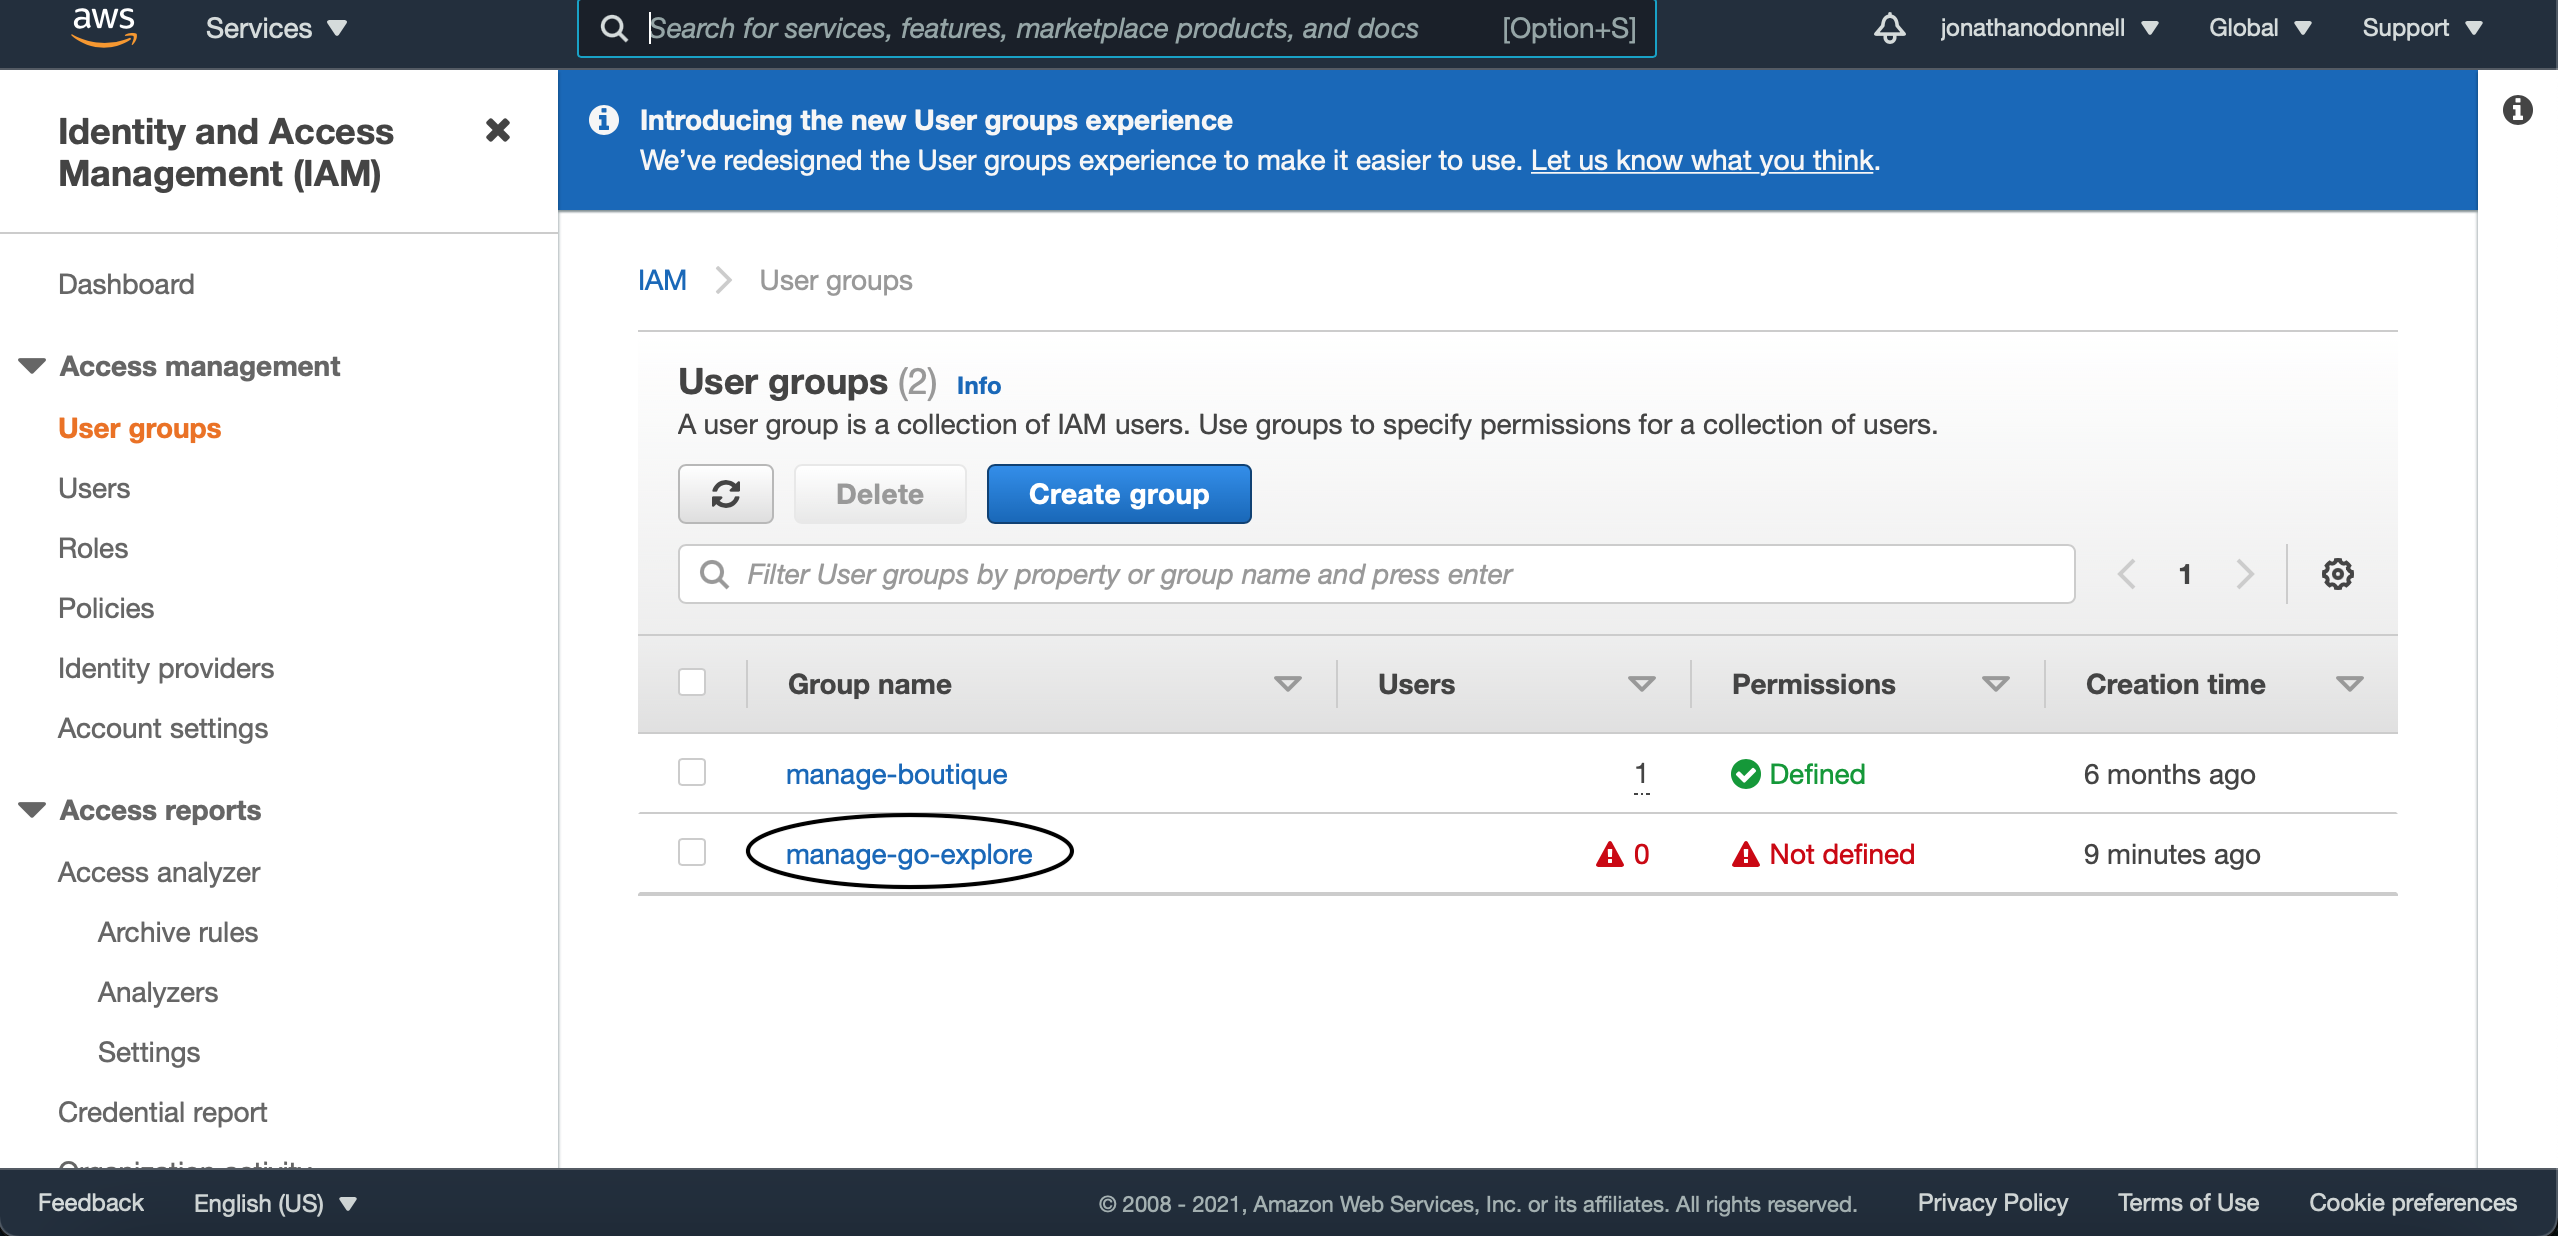 aws
Services
Search for services, features, marketplace products, and docs [Option+S]
jonathanodonnell
Global
Support
Identity and Access
Management (IAM)
Dashboard
Access management
User groups
Users
Roles
Policies
Identity providers
Account settings
Access reports
Access analyzer
Archive rules
Analyzers
Settings
Credential report
Organization activity
Introducing the new User groups experience
We’ve redesigned the User groups experience to make it easier to use. Let us know what you think.
IAM User groups
User groups (2) Info
A user group is a collection of IAM users. Use groups to specify permissions for a collection of users.
Delete
Create group
Filter User groups by property or group name and press enter
1
Group name Users Permissions Creation time
manage-boutique 1 Defined 6 months ago
manage-go-explore 0 Not defined 9 minutes ago
Feedback English (US) © 2008 - 2021, Amazon Web Services, Inc. or its affiliates. All rights reserved. Privacy Policy Terms of Use Cookie preferences